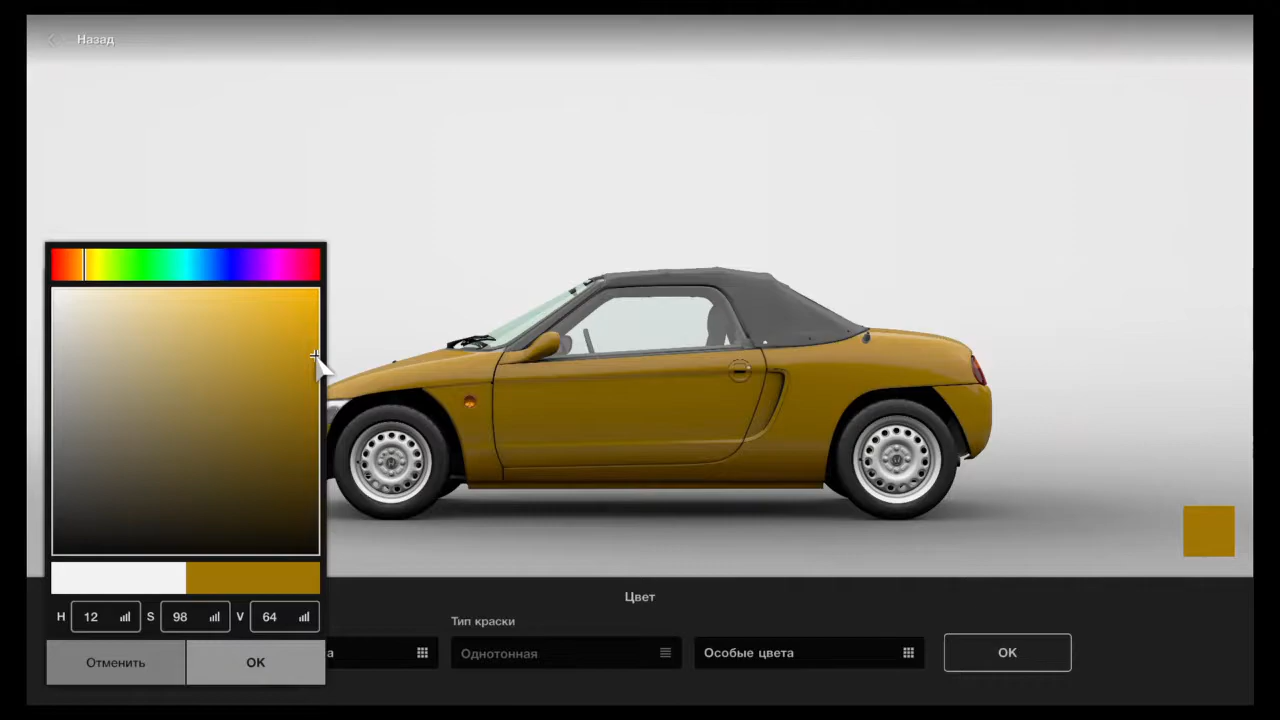 Назад
H 12 S 98 V 64
Отменить OK
Цвет
Тип краски
а
Однотонная
Особые цвета
OK